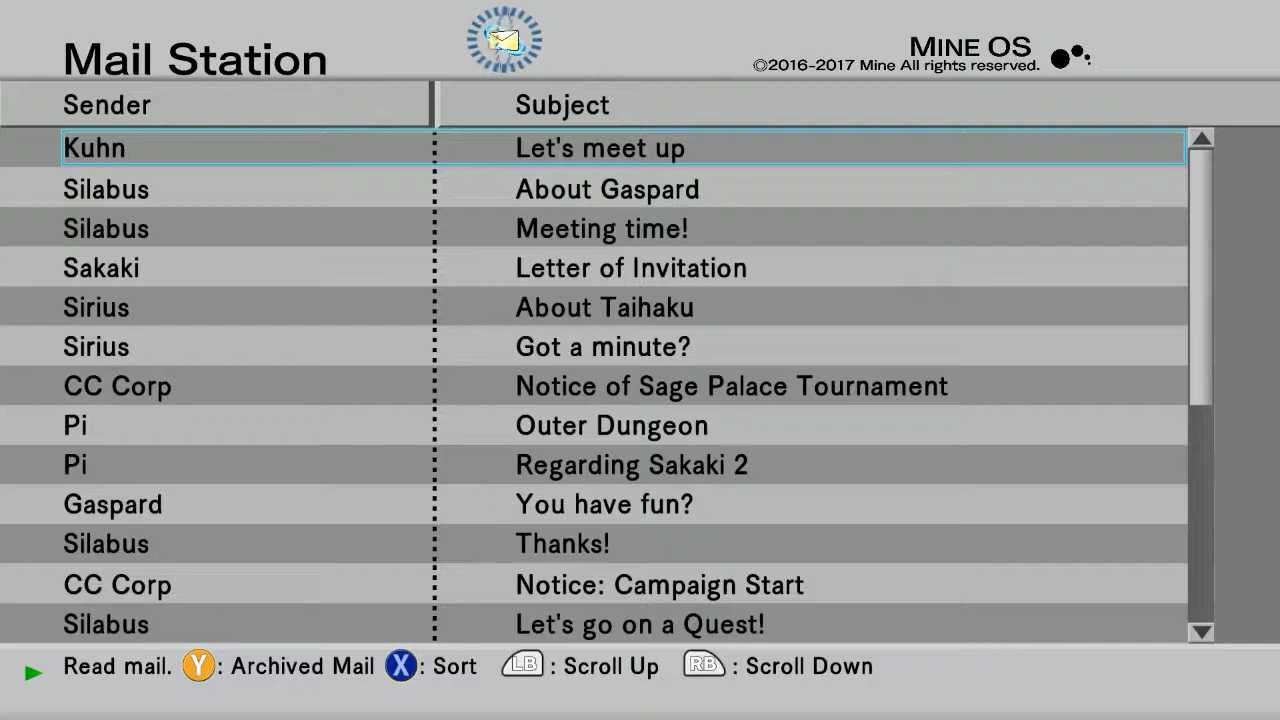 Mail Station
MINE OS
©2016-2017 Mine All rights reserved.
Sender Subject
Kuhn Let's meet up
Silabus About Gaspard
Silabus Meeting time!
Sakaki Letter of Invitation
Sirius About Taihaku
Sirius Got a minute?
CC Corp Notice of Sage Palace Tournament
Pi Outer Dungeon
Pi Regarding Sakaki 2
Gaspard You have fun?
Silabus Thanks!
CC Corp Notice: Campaign Start
Silabus Let's go on a Quest!
Read mail. Y: Archived Mail X: Sort LB: Scroll Up RB: Scroll Down